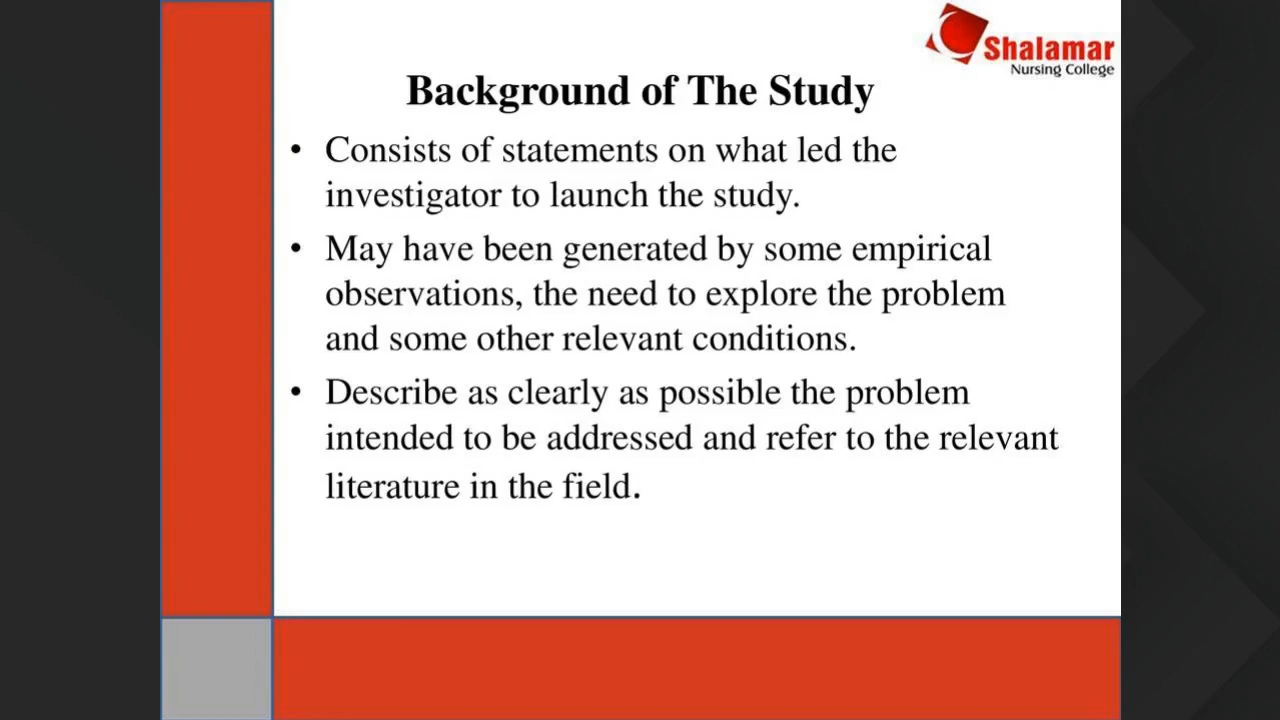 Shalamar
Nursing College
Background of The Study
• Consists of statements on what led the
investigator to launch the study.
• May have been generated by some empirical
observations, the need to explore the problem
and some other relevant conditions.
• Describe as clearly as possible the problem
intended to be addressed and refer to the relevant
literature in the field.